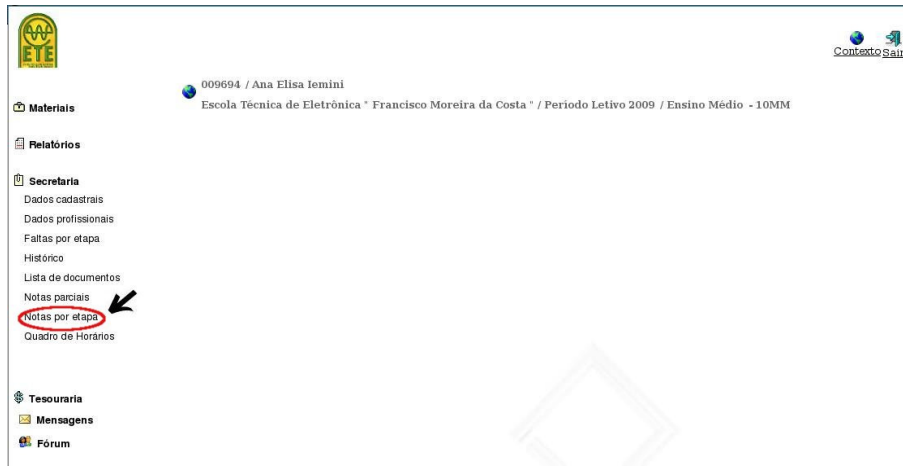 ETE
Contexto Sair
009694 / Ana Elisa Iemini
Escola Técnica de Eletrônica " Francisco Moreira da Costa " / Período Letivo 2009 / Ensino Médio - 10MM
Materiais
Relatórios
Secretaria
Dados cadastrais
Dados profissionais
Faltas por etapa
Histórico
Lista de documentos
Notas parciais
Notas por etapa
Quadro de Horários
Tesouraria
Mensagens
Fórum